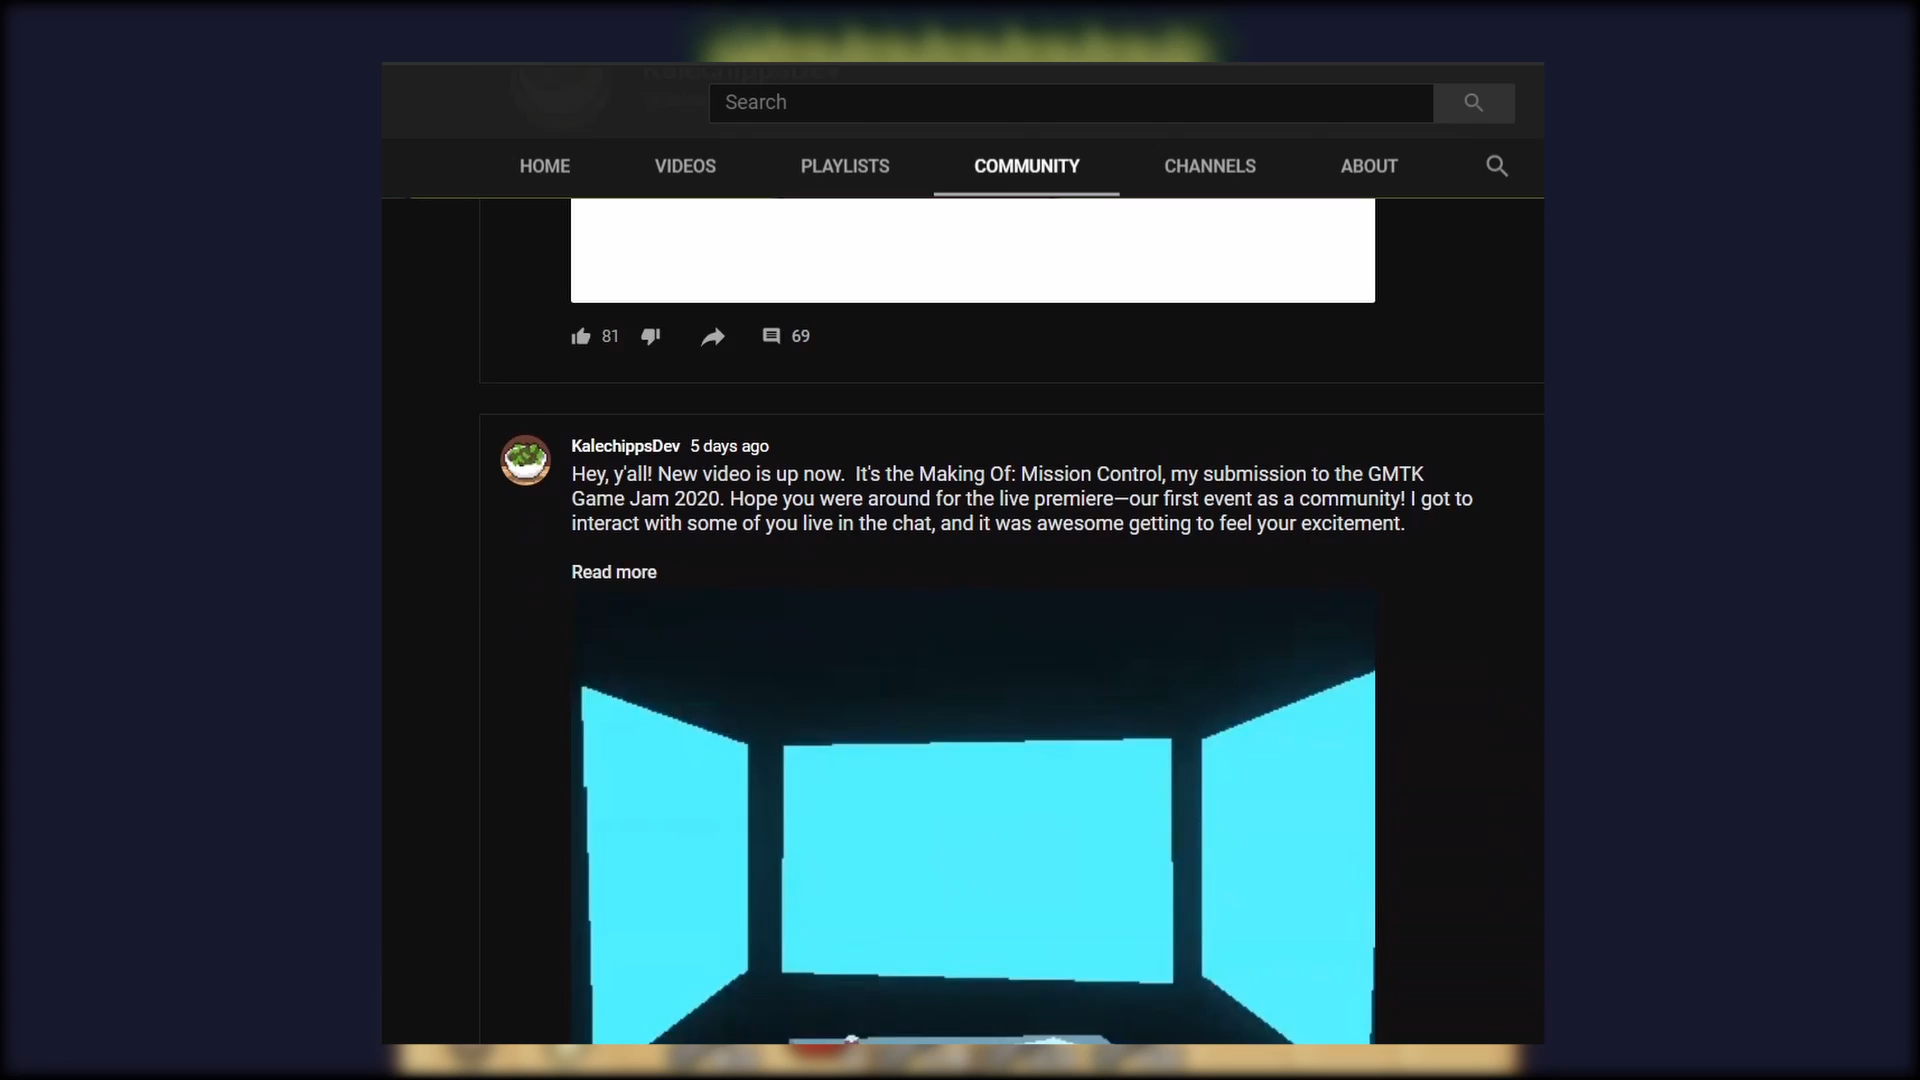 KalechippsDev
Search
HOME VIDEOS PLAYLISTS COMMUNITY CHANNELS ABOUT
81 69
KalechippsDev 5 days ago
Hey, y'all! New video is up now.  It's the Making Of: Mission Control, my submission to the GMTK
Game Jam 2020. Hope you were around for the live premiere—our first event as a community! I got to
interact with some of you live in the chat, and it was awesome getting to feel your excitement.
Read more